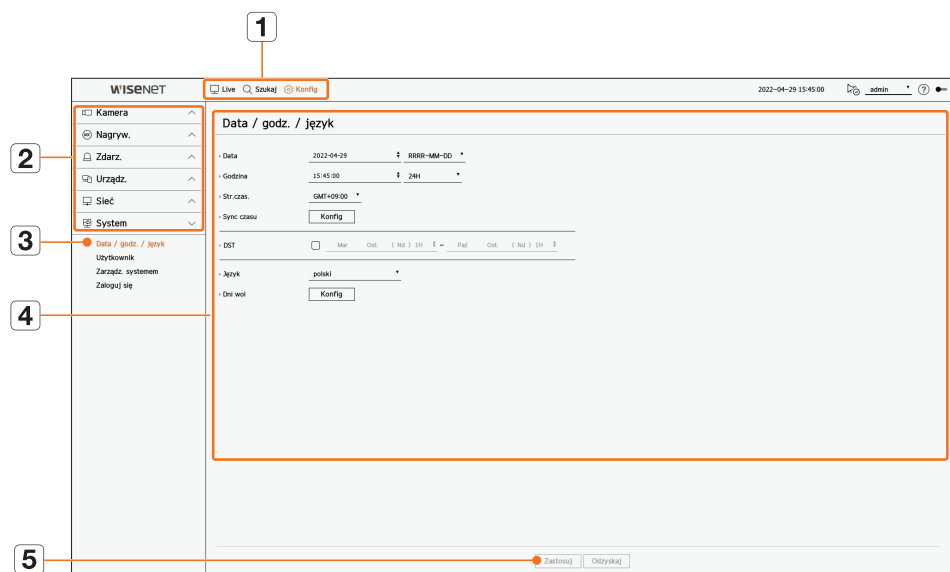 1
WISENET Live Szukaj Konfig 2022-04-29 15:45:00 admin ?
Kamera
Nagryw.
2 Zdarz.
Urządz.
Sieć
System
3 Data / godz. / język
Użytkownik
Zarządz. systemem
Zaloguj się
4
Data / godz. / język
Data 2022-04-29 RRRR-MM-DD
Godzina 15:45:00 24H
Str.czas. GMT+09:00
Sync czasu Konfig
DST Mar Ost. ( Nd ) 1H ~ Paź Ost. ( Nd ) 1H
Język polski
Dni wol Konfig
5 Zastosuj Odzyskaj